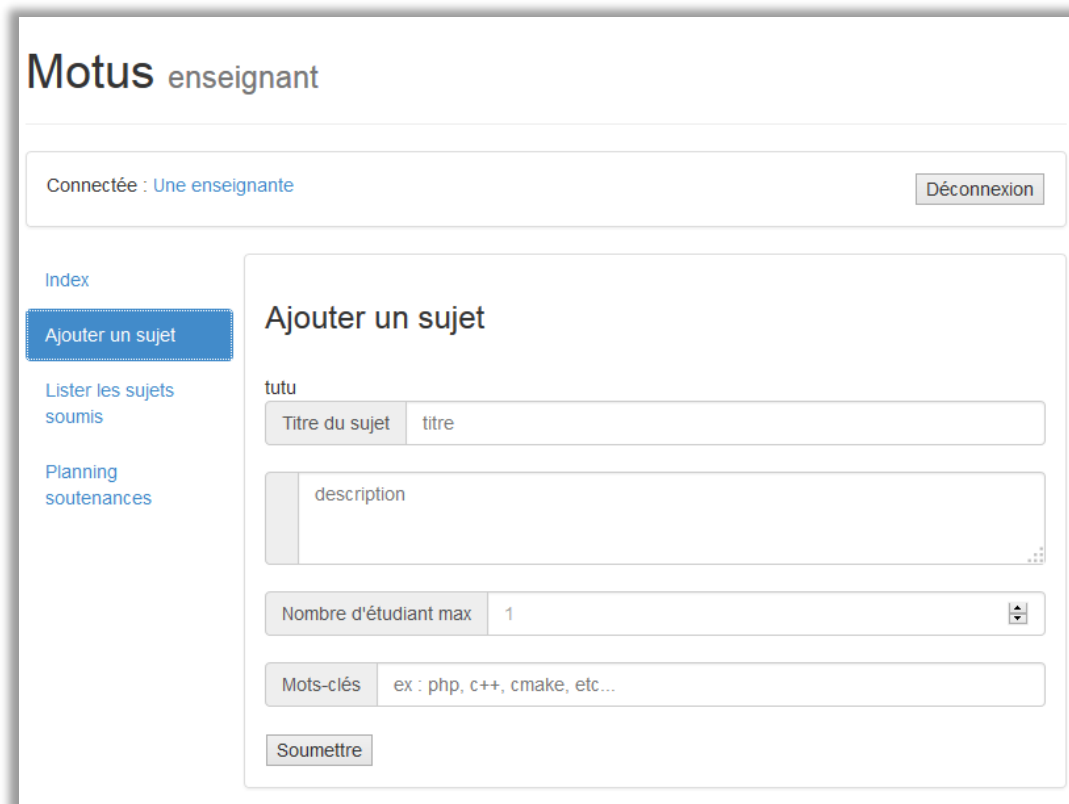 Motus enseignant
Connectée : Une enseignante
Déconnexion
Index
Ajouter un sujet
Lister les sujets
soumis
Planning
soutenances
Ajouter un sujet
tutu
Titre du sujet titre
description
Nombre d'étudiant max 1
Mots-clés ex : php, c++, cmake, etc...
Soumettre